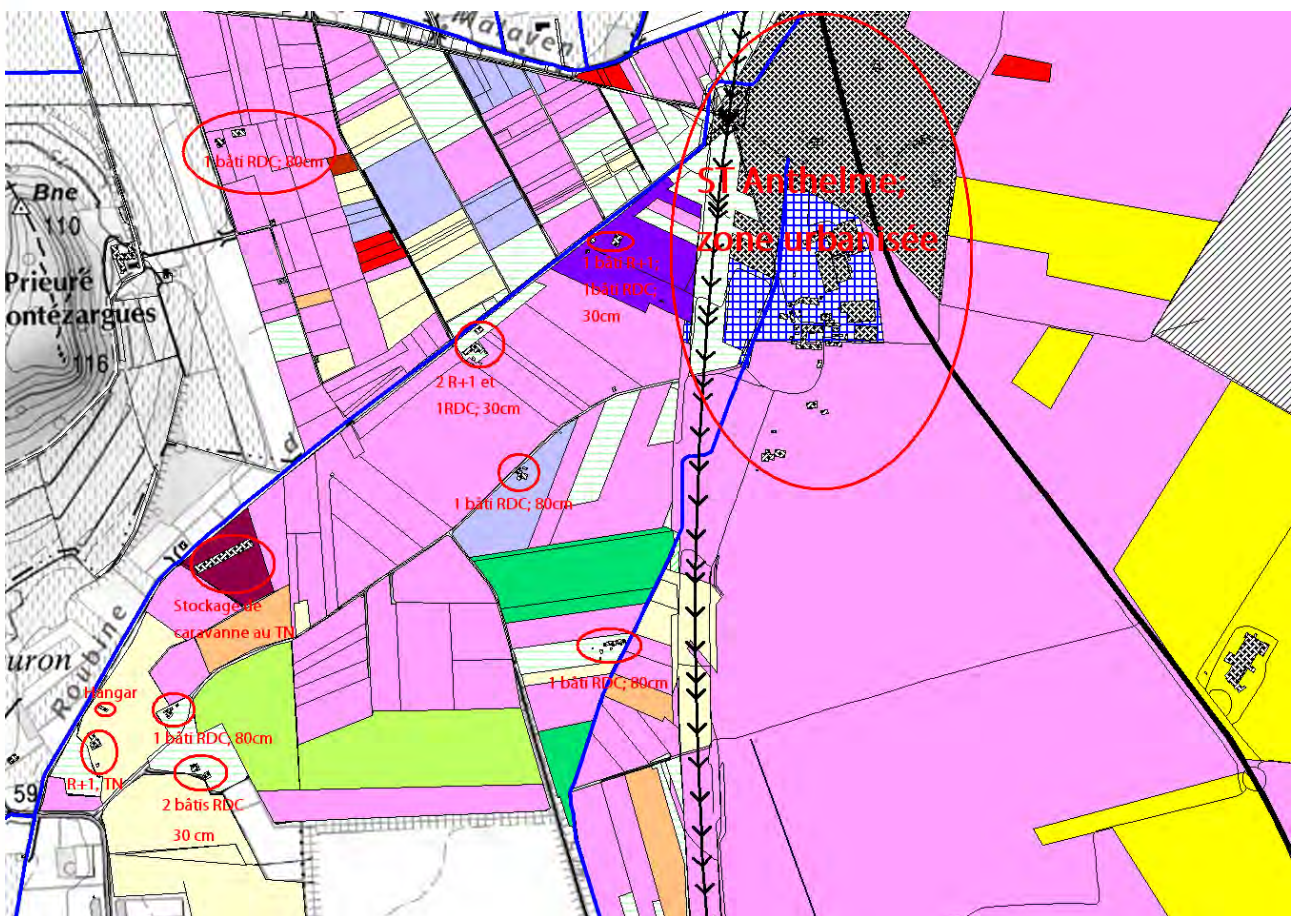 Malaven
1 bâti RDC; 80cm
Bne
110
Prieuré
ontézargues
116
ST Anthelme;
zone urbanisée
1 bâti R+1;
1bâti RDC;
30cm
2 R+1 et
1RDC; 30cm
1 bâti RDC; 80cm
Stockage de
caravanne au TN
Roubine
d
uron
1 bâti RDC; 80cm
Hangar
1 bâti RDC, 80cm
R+1, TN
59
2 bâtis RDC
30 cm